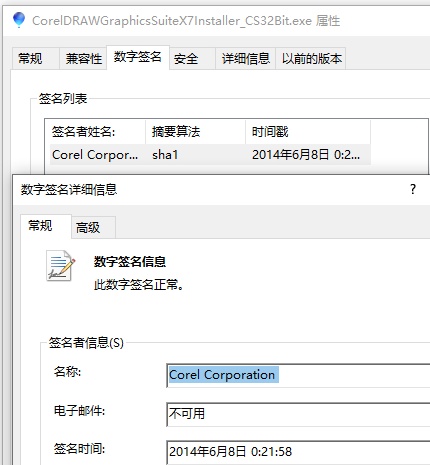 CorelDRAWGraphicsSuiteX7Installer_CS32Bit.exe 属性
常规 兼容性 数字签名 安全 详细信息 以前的版本
签名列表
签名者姓名: 摘要算法 时间戳
Corel Corpor... sha1 2014年6月8日 0:2...
数字签名详细信息 ?
常规 高级
数字签名信息
此数字签名正常。
签名者信息(S)
名称: Corel Corporation
电子邮件: 不可用
签名时间: 2014年6月8日 0:21:58